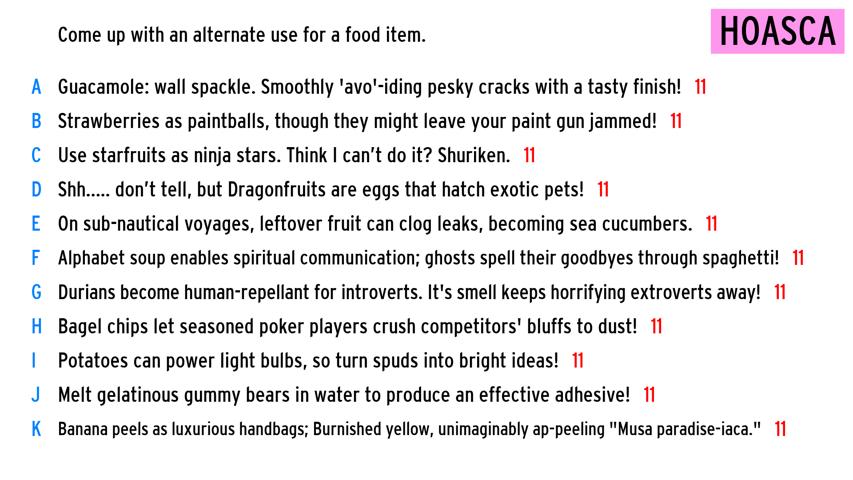 Come up with an alternate use for a food item.
HOASCA
A Guacamole: wall spackle. Smoothly 'avo'-iding pesky cracks with a tasty finish! 11
B Strawberries as paintballs, though they might leave your paint gun jammed! 11
C Use starfruits as ninja stars. Think I can’t do it? Shuriken. 11
D Shh..... don’t tell, but Dragonfruits are eggs that hatch exotic pets! 11
E On sub-nautical voyages, leftover fruit can clog leaks, becoming sea cucumbers. 11
F Alphabet soup enables spiritual communication; ghosts spell their goodbyes through spaghetti! 11
G Durians become human-repellant for introverts. It's smell keeps horrifying extroverts away! 11
H Bagel chips let seasoned poker players crush competitors' bluffs to dust! 11
I Potatoes can power light bulbs, so turn spuds into bright ideas! 11
J Melt gelatinous gummy bears in water to produce an effective adhesive! 11
K Banana peels as luxurious handbags; Burnished yellow, unimaginably ap-peeling "Musa paradise-iaca." 11